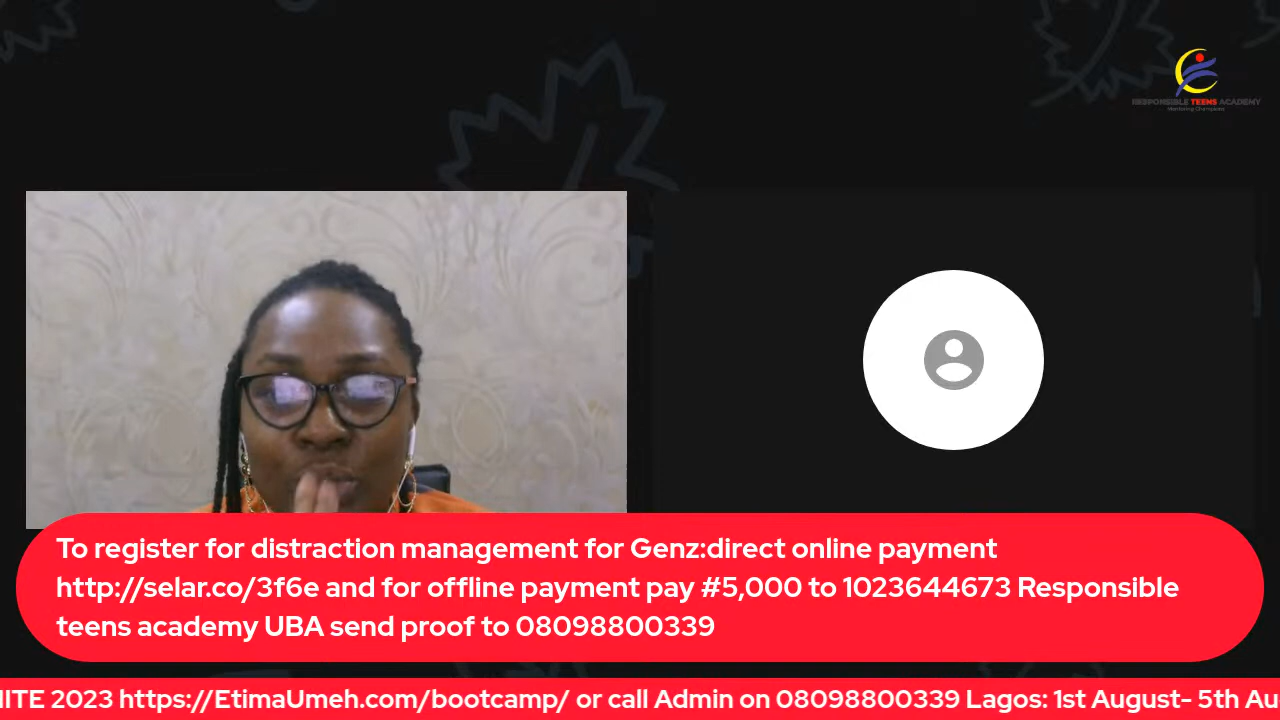 RESPONSIBLE TEENS ACADEMY
To register for distraction management for Genz:direct online payment
http://selar.co/3f6e and for offline payment pay #5,000 to 1023644673 Responsible
teens academy UBA send proof to 08098800339
2023 https://EtimaUmeh.com/bootcamp/ or call Admin on 08098800339 Lagos: 1st August- 5th